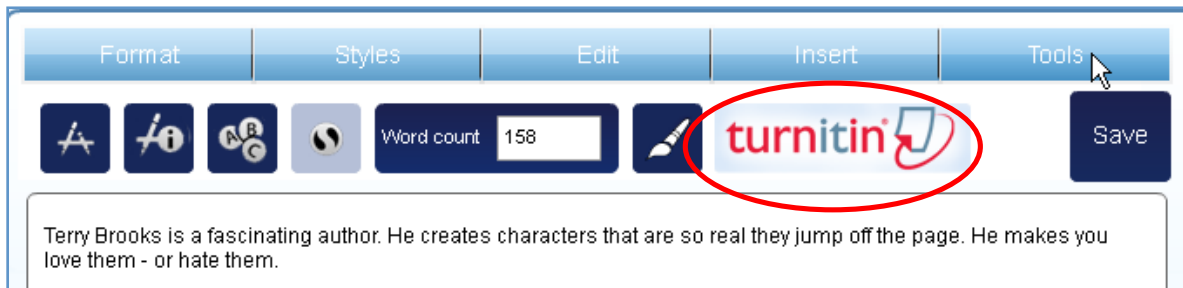 Format Styles Edit Insert Tools
A B C Word count 158 turnitin Save
Terry Brooks is a fascinating author. He creates characters that are so real they jump off the page. He makes you
love them - or hate them.